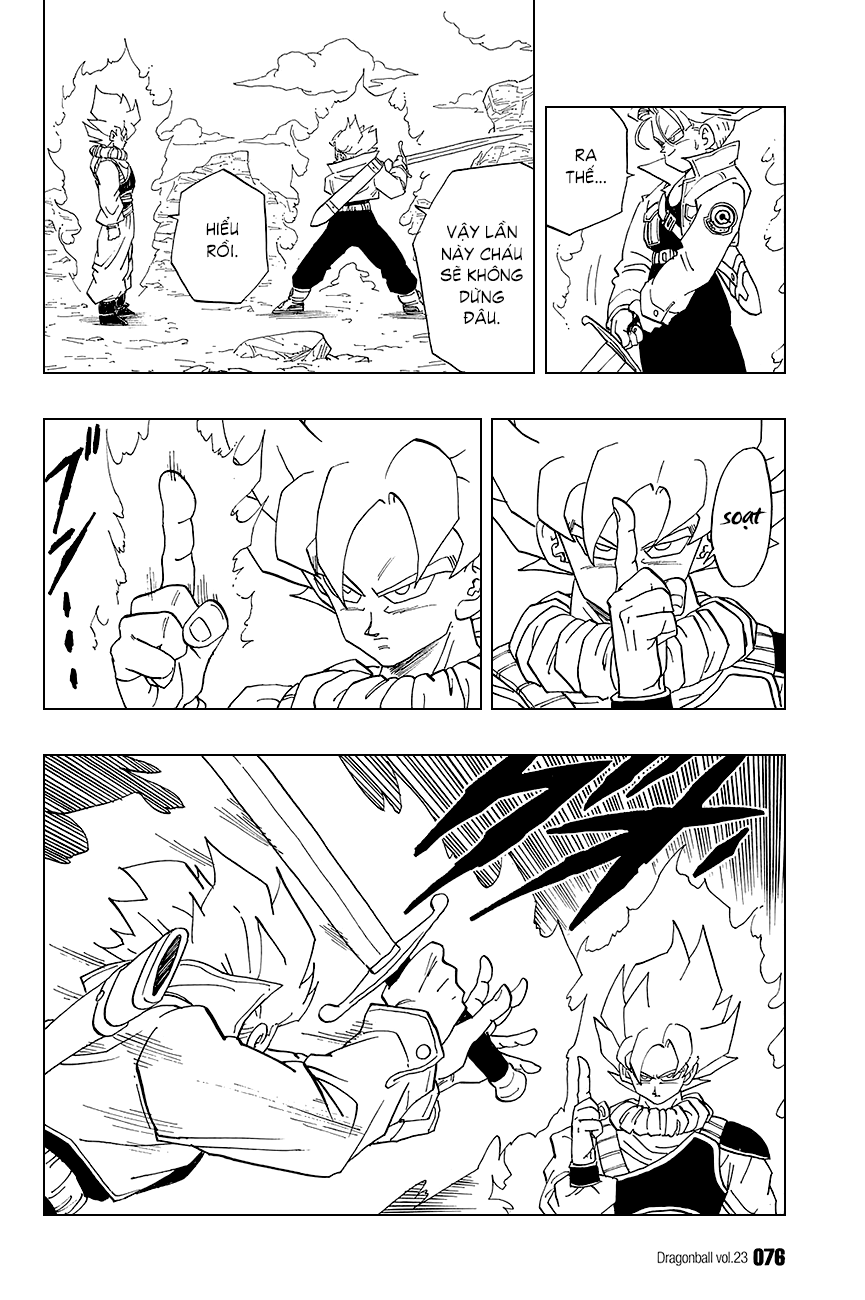 RA
THẾ...
VẬY LẦN
NÀY CHÁU
SẼ KHÔNG
DỪNG
ĐÂU.
HIỂU
RỒI.
soạt
Dragonball vol.23 076